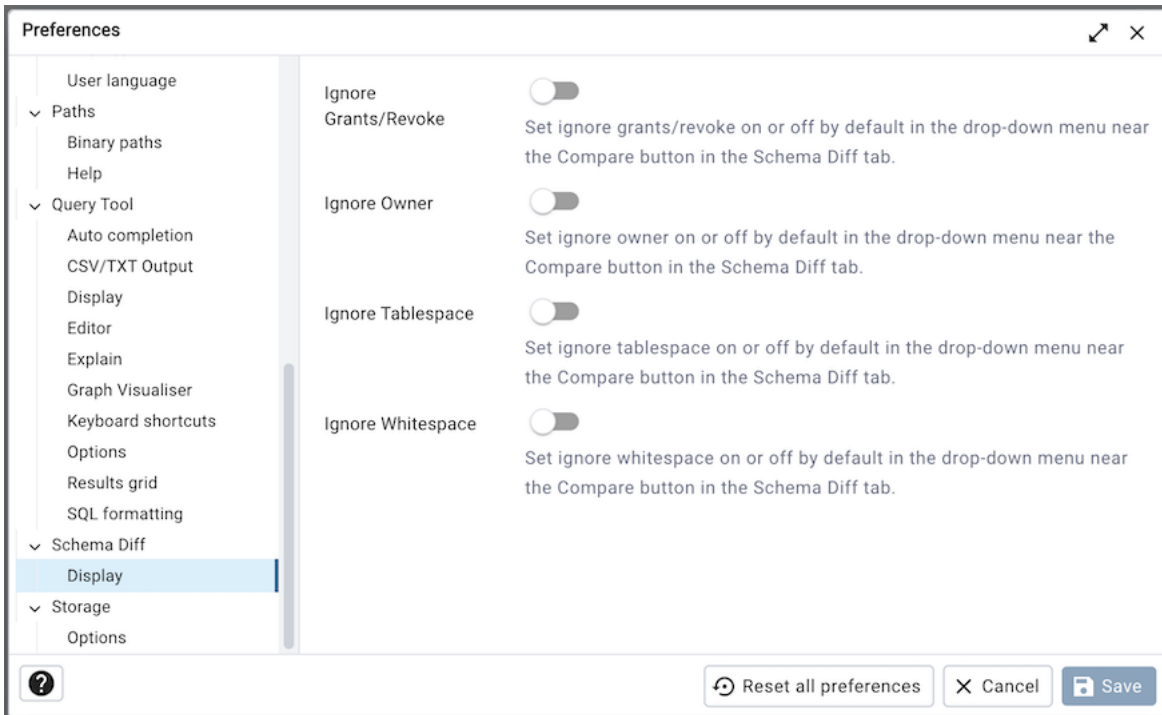 Preferences
User language
Paths
Binary paths
Help
Query Tool
Auto completion
CSV/TXT Output
Display
Editor
Explain
Graph Visualiser
Keyboard shortcuts
Options
Results grid
SQL formatting
Schema Diff
Display
Storage
Options
Ignore
Grants/Revoke
Set ignore grants/revoke on or off by default in the drop-down menu near
the Compare button in the Schema Diff tab.
Ignore Owner
Set ignore owner on or off by default in the drop-down menu near the
Compare button in the Schema Diff tab.
Ignore Tablespace
Set ignore tablespace on or off by default in the drop-down menu near
the Compare button in the Schema Diff tab.
Ignore Whitespace
Set ignore whitespace on or off by default in the drop-down menu near
the Compare button in the Schema Diff tab.
?
Reset all preferences
Cancel
Save